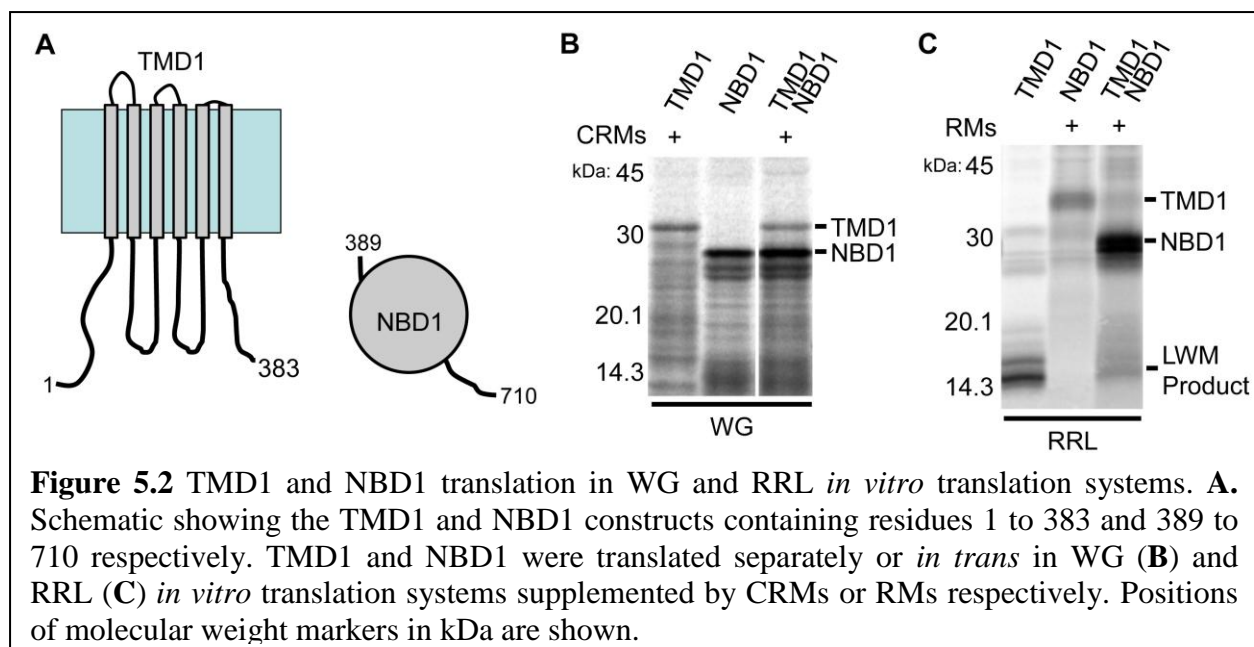 A
TMD1
389
NBD1
1
383
710
B
TMD1
NBD1
TMD1
NBD1
CRMs + +
kDa: 45
30
20.1
14.3
TMD1
NBD1
WG
C
TMD1
NBD1
TMD1
NBD1
RMs + +
kDa: 45
30
20.1
14.3
TMD1
NBD1
LWM
Product
RRL
Figure 5.2 TMD1 and NBD1 translation in WG and RRL in vitro translation systems. A.
Schematic showing the TMD1 and NBD1 constructs containing residues 1 to 383 and 389 to
710 respectively. TMD1 and NBD1 were translated separately or in trans in WG (B) and
RRL (C) in vitro translation systems supplemented by CRMs or RMs respectively. Positions
of molecular weight markers in kDa are shown.